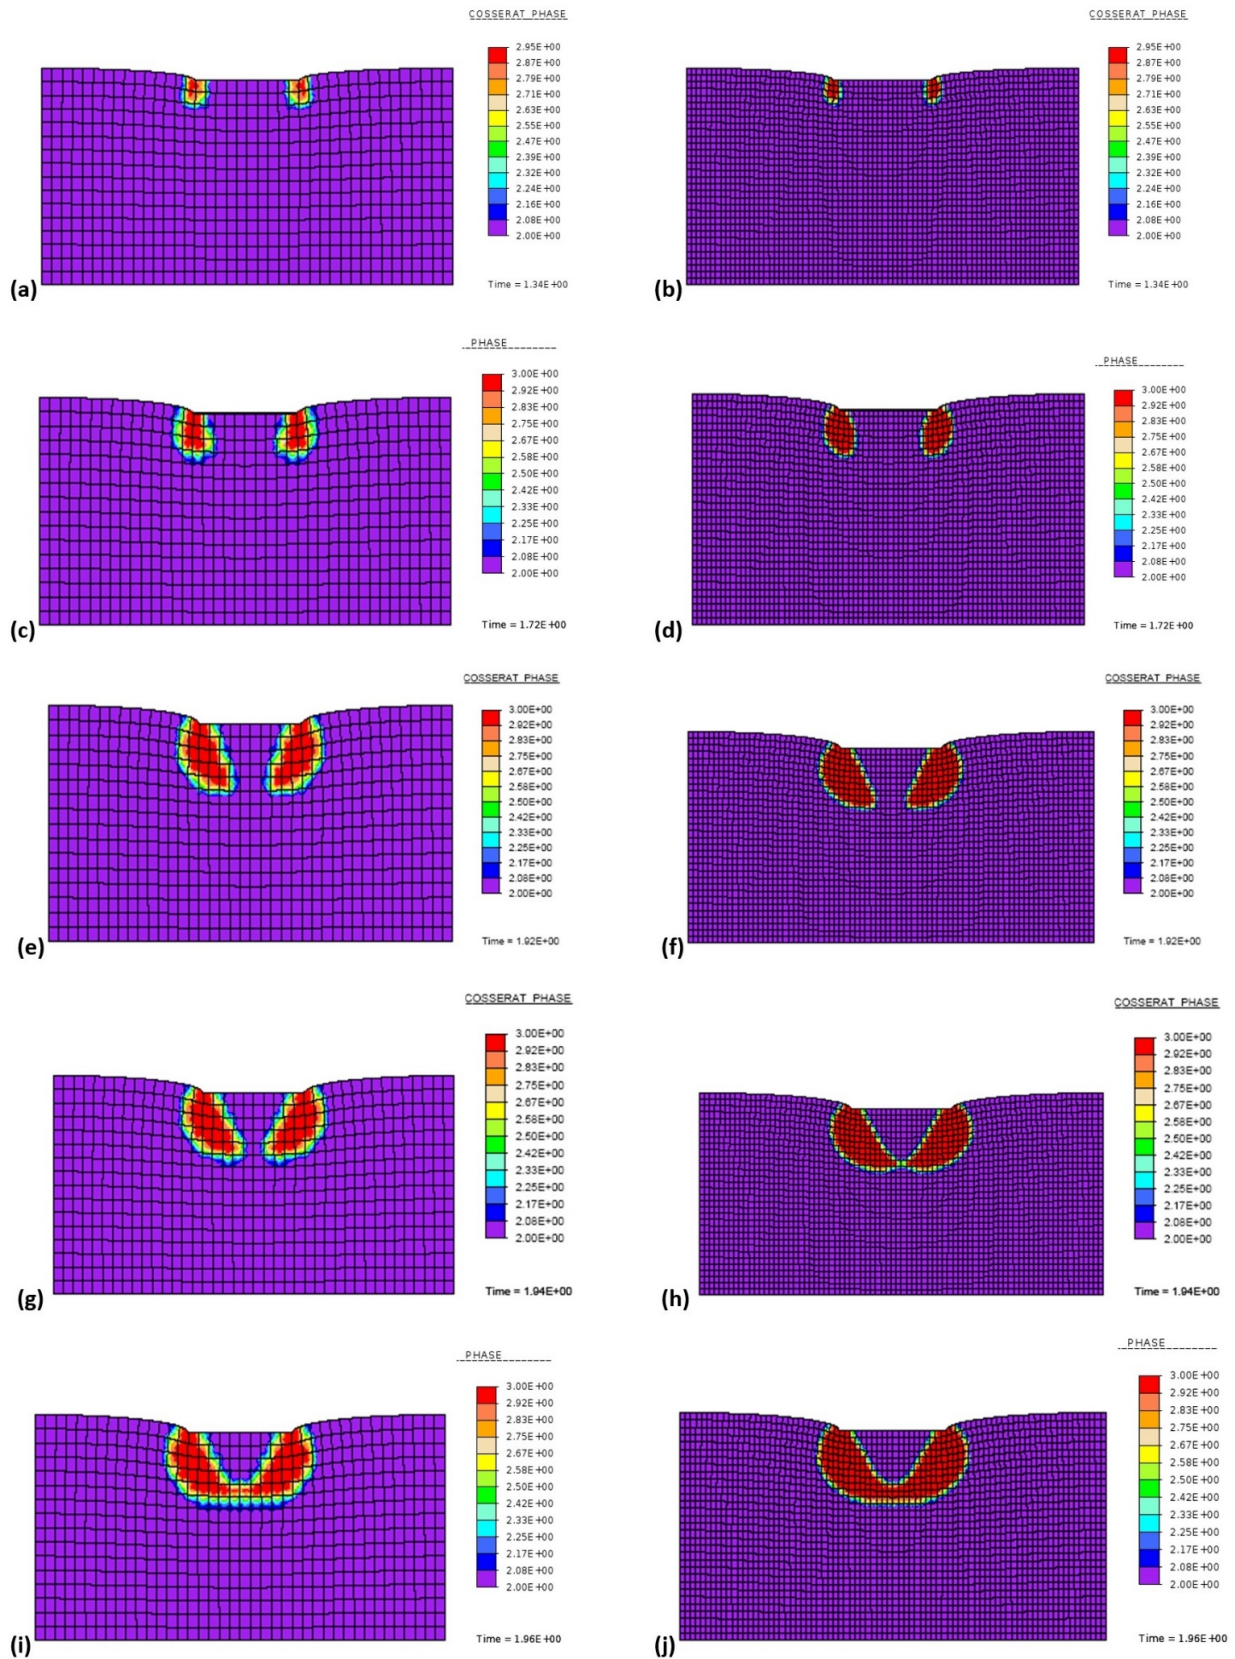 COSSERAT PHASE
2.95E+00
2.87E+00
2.79E+00
2.71E+00
2.63E+00
2.55E+00
2.47E+00
2.39E+00
2.32E+00
2.24E+00
2.16E+00
2.08E+00
2.00E+00
(a)
Time = 1.34E+00
COSSERAT PHASE
2.95E+00
2.87E+00
2.79E+00
2.71E+00
2.63E+00
2.55E+00
2.47E+00
2.39E+00
2.32E+00
2.24E+00
2.16E+00
2.08E+00
2.00E+00
(b)
Time = 1.34E+00
PHASE
3.00E+00
2.92E+00
2.83E+00
2.75E+00
2.67E+00
2.58E+00
2.50E+00
2.42E+00
2.33E+00
2.25E+00
2.17E+00
2.08E+00
2.00E+00
(c)
Time = 1.72E+00
PHASE
3.00E+00
2.92E+00
2.83E+00
2.75E+00
2.67E+00
2.58E+00
2.50E+00
2.42E+00
2.33E+00
2.25E+00
2.17E+00
2.08E+00
2.00E+00
(d)
Time = 1.72E+00
COSSERAT PHASE
3.00E+00
2.92E+00
2.83E+00
2.75E+00
2.67E+00
2.58E+00
2.50E+00
2.42E+00
2.33E+00
2.25E+00
2.17E+00
2.08E+00
2.00E+00
(e)
Time = 1.92E+00
COSSERAT PHASE
3.00E+00
2.92E+00
2.83E+00
2.75E+00
2.67E+00
2.58E+00
2.50E+00
2.42E+00
2.33E+00
2.25E+00
2.17E+00
2.08E+00
2.00E+00
(f)
Time = 1.92E+00
COSSERAT PHASE
3.00E+00
2.92E+00
2.83E+00
2.75E+00
2.67E+00
2.58E+00
2.50E+00
2.42E+00
2.33E+00
2.25E+00
2.17E+00
2.08E+00
2.00E+00
(g)
Time = 1.94E+00
COSSERAT PHASE
3.00E+00
2.92E+00
2.83E+00
2.75E+00
2.67E+00
2.58E+00
2.50E+00
2.42E+00
2.33E+00
2.25E+00
2.17E+00
2.08E+00
2.00E+00
(h)
Time = 1.94E+00
PHASE
3.00E+00
2.92E+00
2.83E+00
2.75E+00
2.67E+00
2.58E+00
2.50E+00
2.42E+00
2.33E+00
2.25E+00
2.17E+00
2.08E+00
2.00E+00
(i)
Time = 1.96E+00
PHASE
3.00E+00
2.92E+00
2.83E+00
2.75E+00
2.67E+00
2.58E+00
2.50E+00
2.42E+00
2.33E+00
2.25E+00
2.17E+00
2.08E+00
2.00E+00
(j)
Time = 1.96E+00